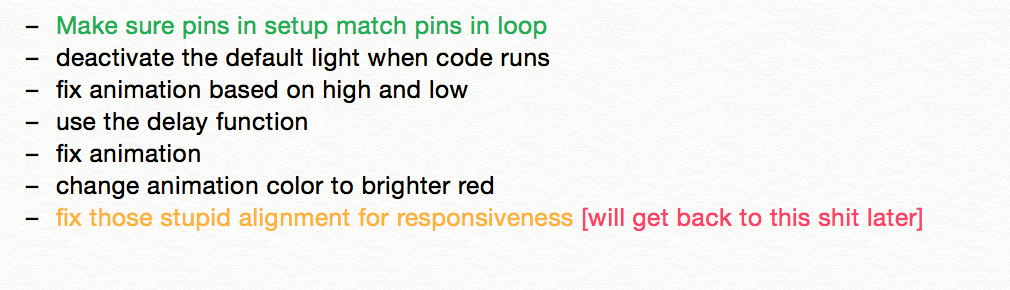 – Make sure pins in setup match pins in loop
– deactivate the default light when code runs
– fix animation based on high and low
– use the delay function
– fix animation
– change animation color to brighter red
– fix those stupid alignment for responsiveness [will get back to this shit later]